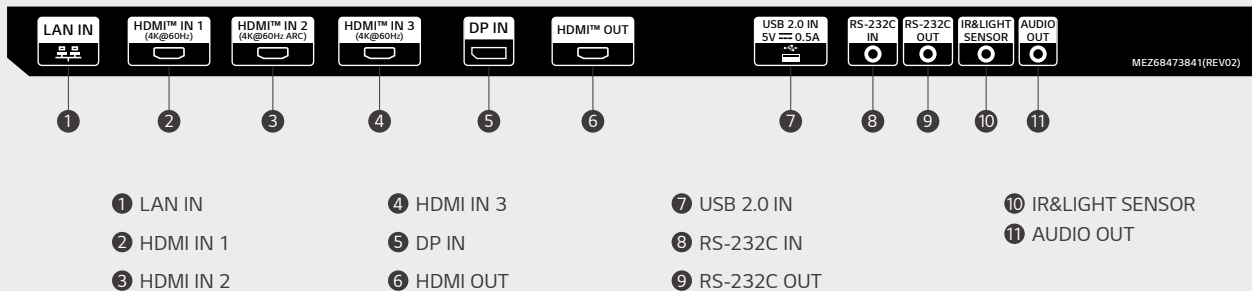 LAN IN
HDMI™ IN 1
(4K@60Hz)
HDMI™ IN 2
(4K@60Hz ARC)
HDMI™ IN 3
(4K@60Hz)
DP IN
HDMI™ OUT
USB 2.0 IN
5V ⎓ 0.5A
RS-232C
IN
RS-232C
OUT
IR&LIGHT
SENSOR
AUDIO
OUT
MEZ68473841(REV02)
1
2
3
4
5
6
7
8
9
10
11
1 LAN IN
2 HDMI IN 1
3 HDMI IN 2
4 HDMI IN 3
5 DP IN
6 HDMI OUT
7 USB 2.0 IN
8 RS-232C IN
9 RS-232C OUT
10 IR&LIGHT SENSOR
11 AUDIO OUT